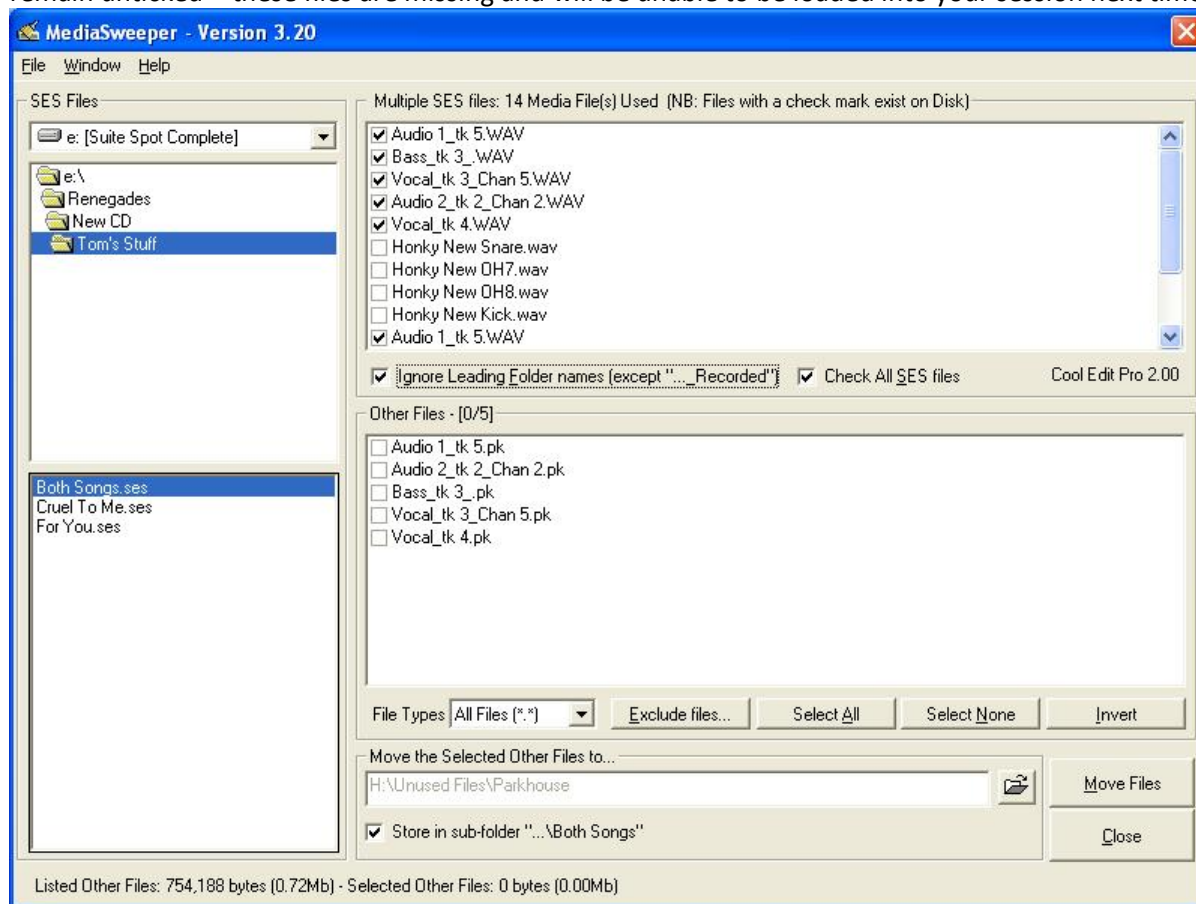 remain unticked – these files are missing and will be unable to be loaded into your session next time
MediaSweeper - Version 3.20
File Window Help
SES Files
e: [Suite Spot Complete]
e:\
Renegades
New CD
Tom's Stuff
Both Songs.ses
Cruel To Me.ses
For You.ses
Multiple SES files: 14 Media File(s) Used (NB: Files with a check mark exist on Disk)
Audio 1_tk 5.WAV
Bass_tk 3_.WAV
Vocal_tk 3_Chan 5.WAV
Audio 2_tk 2_Chan 2.WAV
Vocal_tk 4.WAV
Honky New Snare.wav
Honky New OH7.wav
Honky New OH8.wav
Honky New Kick.wav
Audio 1_tk 5.WAV
Ignore Leading Folder names (except "..._Recorded") Check All SES files Cool Edit Pro 2.00
Other Files - [0/5]
Audio 1_tk 5.pk
Audio 2_tk 2_Chan 2.pk
Bass_tk 3_.pk
Vocal_tk 3_Chan 5.pk
Vocal_tk 4.pk
File Types All Files (*.*) Exclude files... Select All Select None Invert
Move the Selected Other Files to...
H:\Unused Files\Parkhouse
Move Files
Store in sub-folder "...\Both Songs"
Close
Listed Other Files: 754,188 bytes (0.72Mb) - Selected Other Files: 0 bytes (0.00Mb)